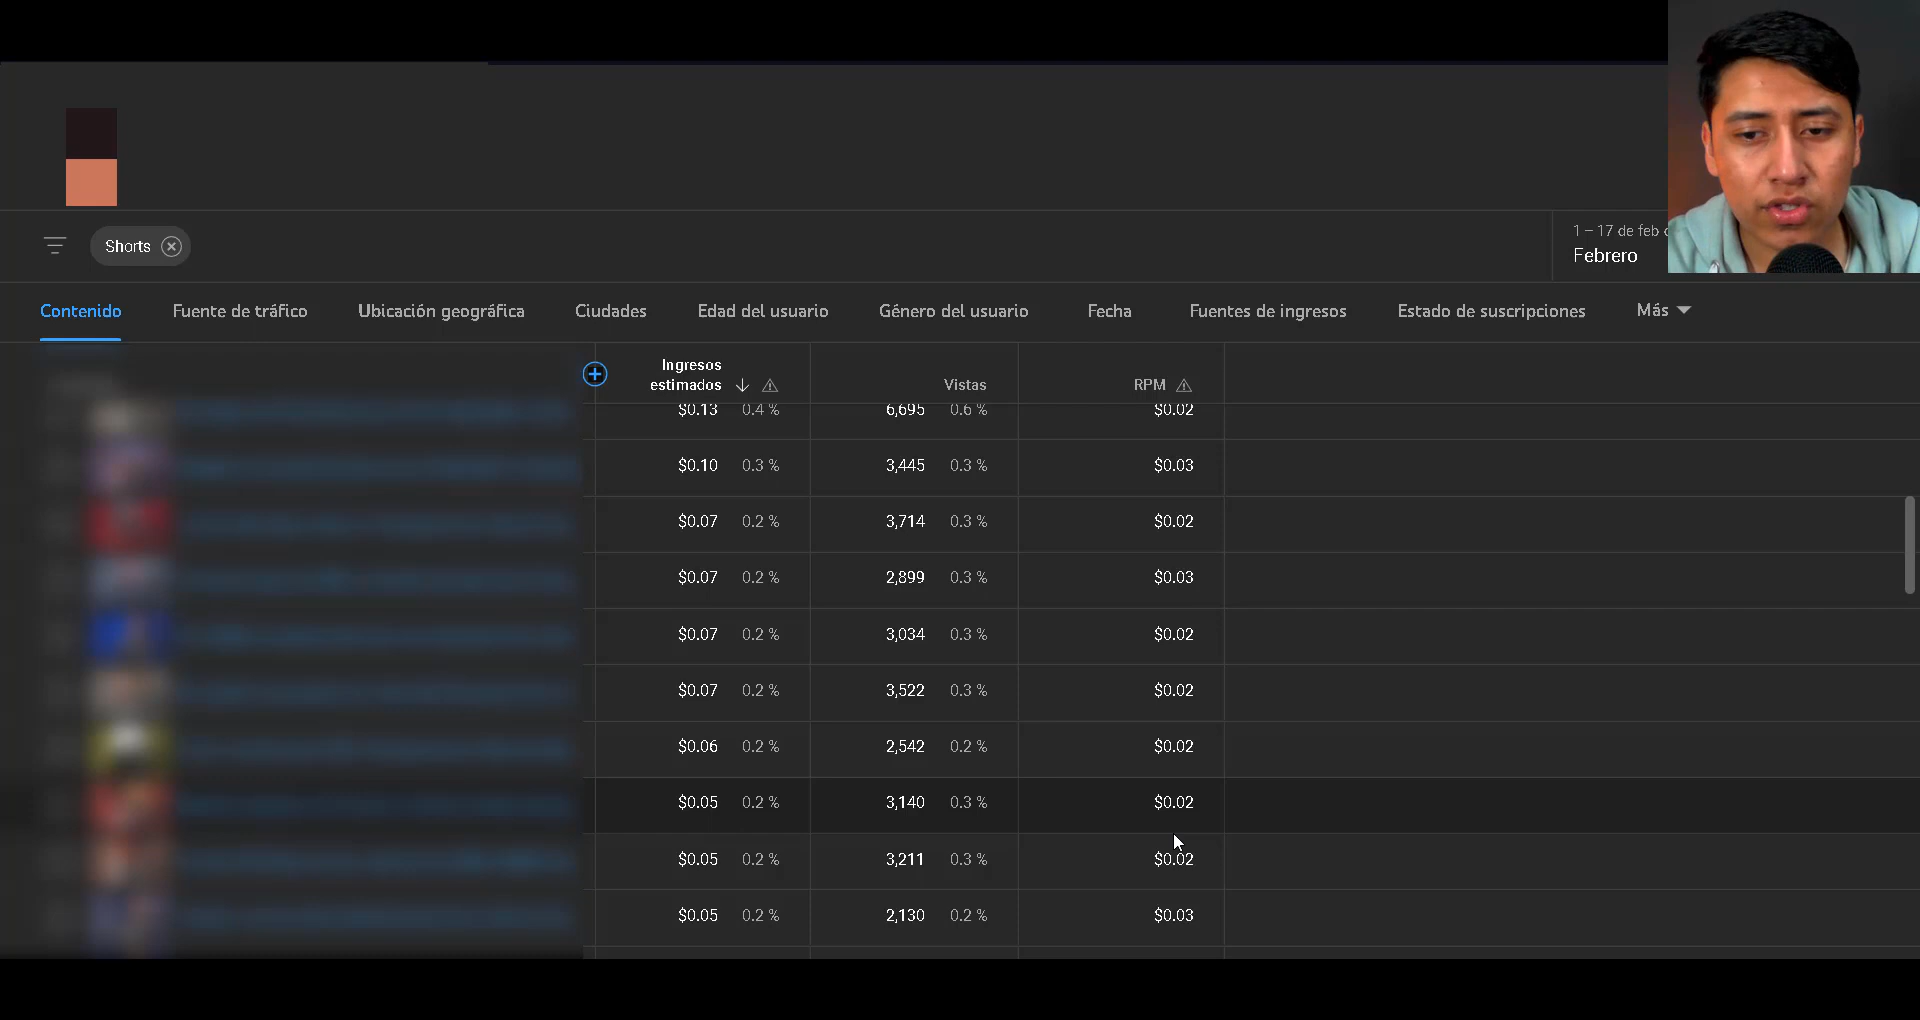 Shorts
1 – 17 de feb
Febrero
Contenido Fuente de tráfico Ubicación geográfica Ciudades Edad del usuario Género del usuario Fecha Fuentes de ingresos Estado de suscripciones Más
Ingresos
estimados Vistas RPM
$0.13 0.4 % 6,695 0.6 % $0.02
$0.10 0.3 % 3,445 0.3 % $0.03
$0.07 0.2 % 3,714 0.3 % $0.02
$0.07 0.2 % 2,899 0.3 % $0.03
$0.07 0.2 % 3,034 0.3 % $0.02
$0.07 0.2 % 3,522 0.3 % $0.02
$0.06 0.2 % 2,542 0.2 % $0.02
$0.05 0.2 % 3,140 0.3 % $0.02
$0.05 0.2 % 3,211 0.3 % $0.02
$0.05 0.2 % 2,130 0.2 % $0.03